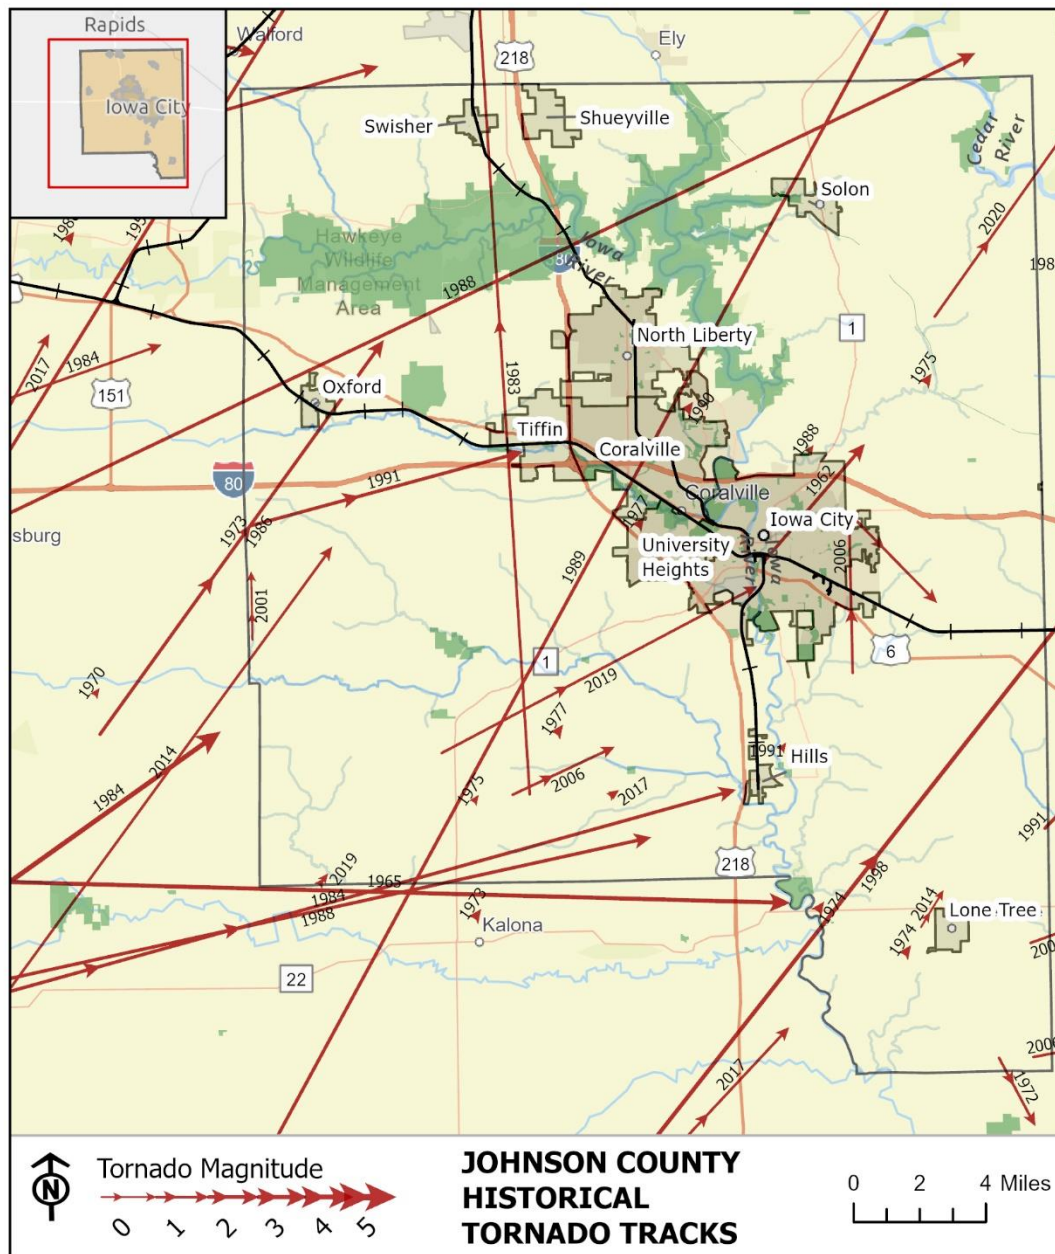 Rapids
Iowa City
Walford
218
Ely
Swisher
Shueyville
Cedar
River
Solon
2020
Hawkeye
Wildlife
Management
Area
1988
80
Iowa
River
1
North Liberty
1983
2017
1984
151
Oxford
1975
1990
Tiffin
Coralville
1988
1991
80
1962
Coralville
sburg
1973
1986
1977
Iowa City
University
Heights
River
Iowa
2006
1989
2001
6
1
1970
2019
1977
1991
Hills
2014
1984
1975
2006
2017
1991
218
2019
1965
1984
1988
1973
1974
1998
2014
1974
Lone Tree
Kalona
22
2006
2017
1972
N
Tornado Magnitude
0 1 2 3 4 5
JOHNSON COUNTY
HISTORICAL
TORNADO TRACKS
0 2 4 Miles